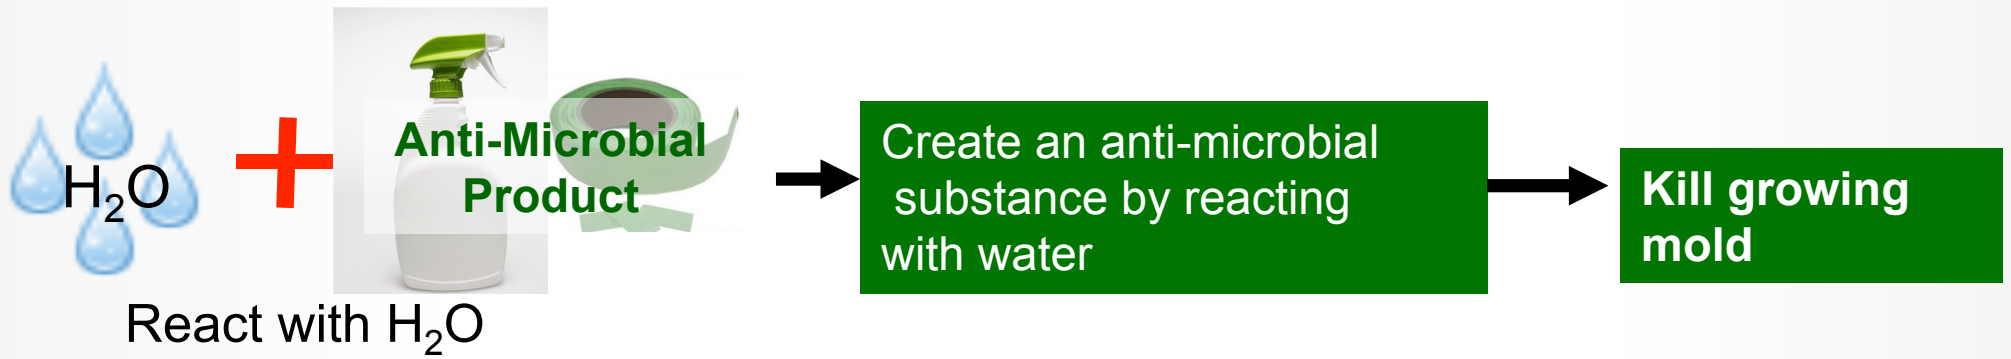 H₂O
Anti-Microbial
Product
React with H₂O
Create an anti-microbial
substance by reacting
with water
Kill growing
mold